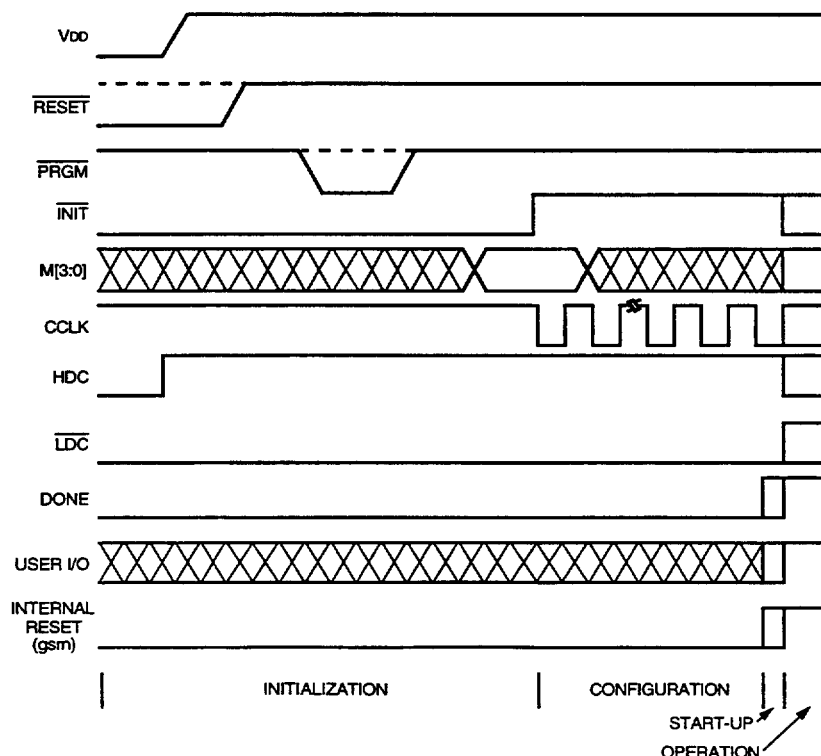 VDD
RESET
PRGM
INIT
M[3:0]
CCLK
HDC
LDC
DONE
USER I/O
INTERNAL
RESET
(gsm)
INITIALIZATION
CONFIGURATION
START-UP
OPERATION